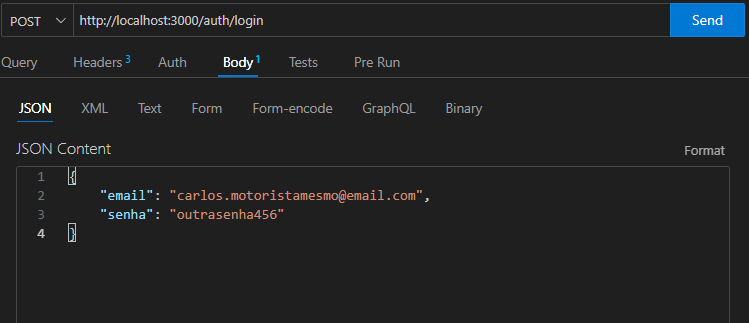 POST http://localhost:3000/auth/login Send
Query Headers 3 Auth Body 1 Tests Pre Run
JSON XML Text Form Form-encode GraphQL Binary
JSON Content Format
1 {
2 "email": "carlos.motoristamesmo@email.com",
3 "senha": "outrasenha456"
4 }